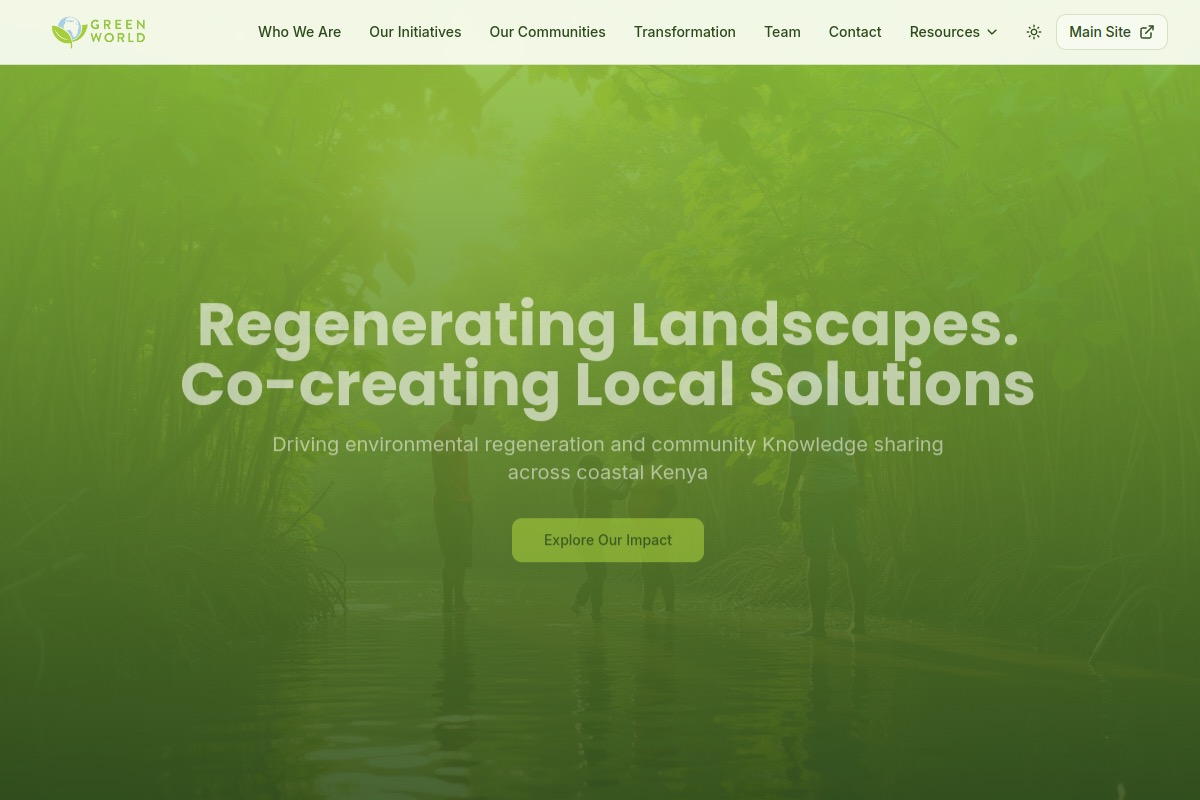 GREEN
WORLD
Who We Are
Our Initiatives
Our Communities
Transformation
Team
Contact
Resources
Main Site
Regenerating Landscapes.
Co-creating Local Solutions
Driving environmental regeneration and community Knowledge sharing
across coastal Kenya
Explore Our Impact